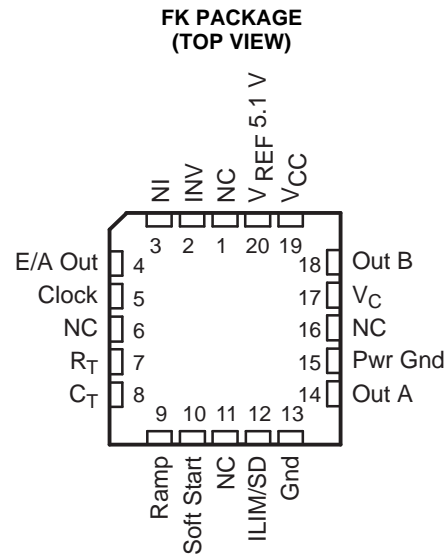 FK PACKAGE
(TOP VIEW)
NI
INV
NC
VREF 5.1 V
VCC
3 2 1 20 19
E/A Out 4
Clock 5
NC 6
RT 7
CT 8
18 Out B
17 VC
16 NC
15 Pwr Gnd
14 Out A
9 10 11 12 13
Ramp
Soft Start
NC
ILIM/SD
Gnd